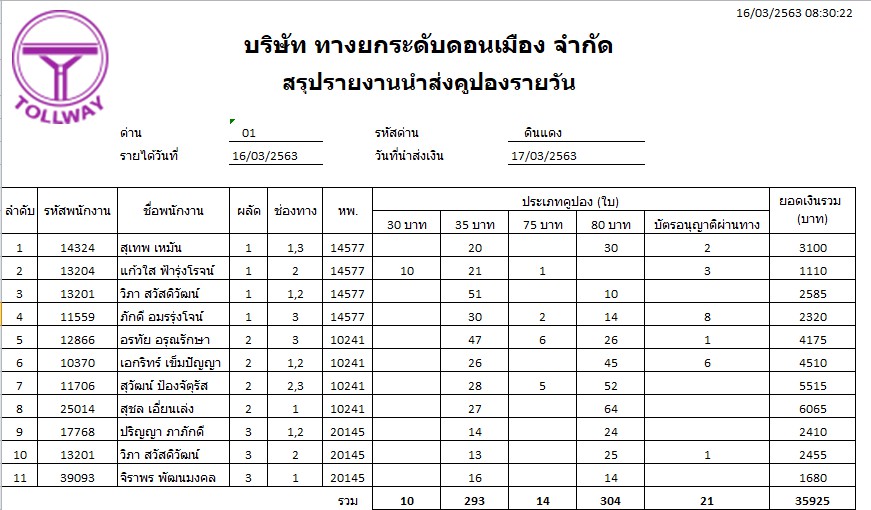 16/03/2563 08:30:22
บริษัท ทางยกระดับดอนเมือง จำกัด
สรุปรายงานนำส่งคูปองรายวัน
TOLLWAY
ด่าน 01 รหัสด่าน ดินแดง
รายได้วันที่ 16/03/2563 วันที่นำส่งเงิน 17/03/2563
ลำดับ รหัสพนักงาน ชื่อพนักงาน ผลัด ช่องทาง หพ. ประเภทคูปอง (ใบ) ยอดเงินรวม (บาท)
30 บาท 35 บาท 75 บาท 80 บาท บัตรอนุญาติผ่านทาง
1 14324 สุเทพ เหมัน 1 1,3 14577 20 30 2 3100
2 13204 แก้วใส ฟ้ารุ่งโรจน์ 1 2 14577 10 21 1 3 1110
3 13201 วิภา สวัสดิวัฒน์ 1 1,2 14577 51 10 2585
4 11559 ภักดี อมรรุ่งโจน์ 1 3 14577 30 2 14 8 2320
5 12866 อรทัย อรุณรักษา 2 3 10241 47 6 26 1 4175
6 10370 เอกริทร์ เข็มปัญญา 2 1,2 10241 26 45 6 4510
7 11706 สุวัฒน์ ป้องจัตุรัส 2 2,3 10241 28 5 52 5515
8 25014 สุชล เอี่ยนเล่ง 2 1 10241 27 64 6065
9 17768 ปริญญา ภาภักดี 3 1,2 20145 14 24 2410
10 13201 วิภา สวัสดิวัฒน์ 3 2 20145 13 25 1 2455
11 39093 จิราพร พัฒนมงคล 3 1 20145 16 14 1680
รวม 10 293 14 304 21 35925